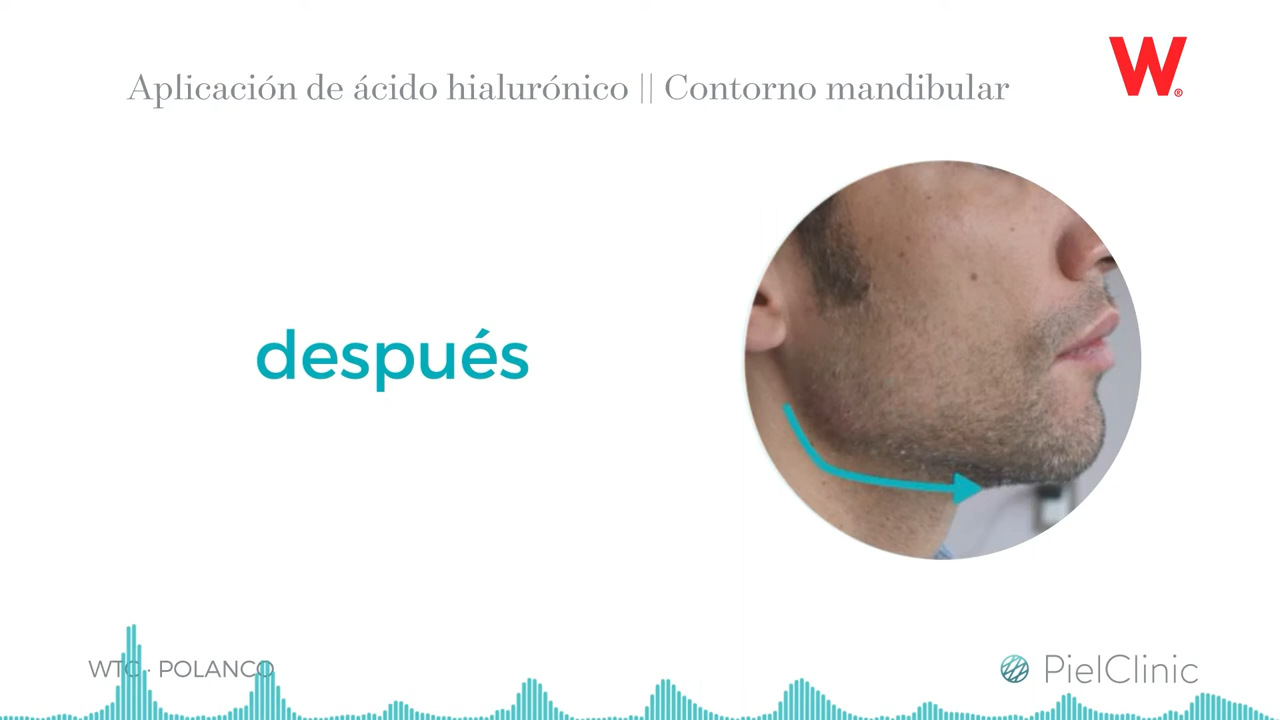 Aplicación de ácido hialurónico || Contorno mandibular
W®
después
WTC · POLANCO
PielClinic